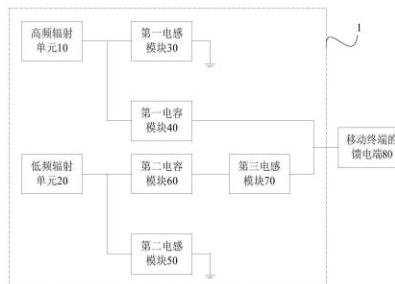 高频辐射
单元10
第一电感
模块30
1
第一电容
模块40
移动终端的
馈电端80
低频辐射
单元20
第二电容
模块60
第三电感
模块70
第二电感
模块50